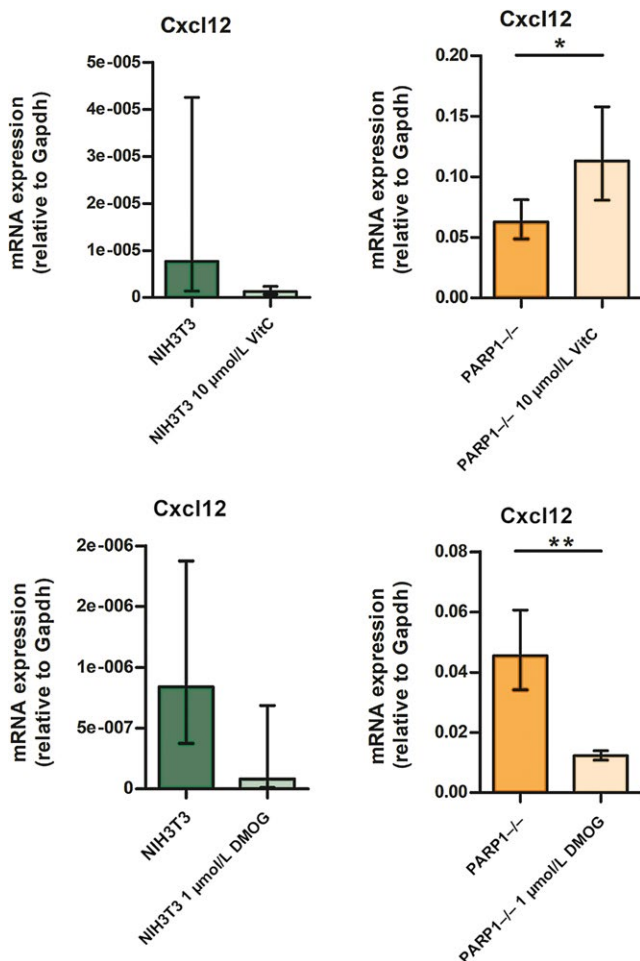 Cxcl12
mRNA expression
(relative to Gapdh)
5e-005
4e-005
3e-005
2e-005
1e-005
0
NIH3T3
NIH3T3 10 µmol/L VitC
Cxcl12
mRNA expression
(relative to Gapdh)
0.20
0.15
0.10
0.05
0.00
*
PARP1–/–
PARP1–/– 10 µmol/L VitC
Cxcl12
mRNA expression
(relative to Gapdh)
2e-006
2e-006
1e-006
5e-007
0
NIH3T3
NIH3T3 1 µmol/L DMOG
Cxcl12
mRNA expression
(relative to Gapdh)
0.08
0.06
0.04
0.02
0.00
**
PARP1–/–
PARP1–/– 1 µmol/L DMOG